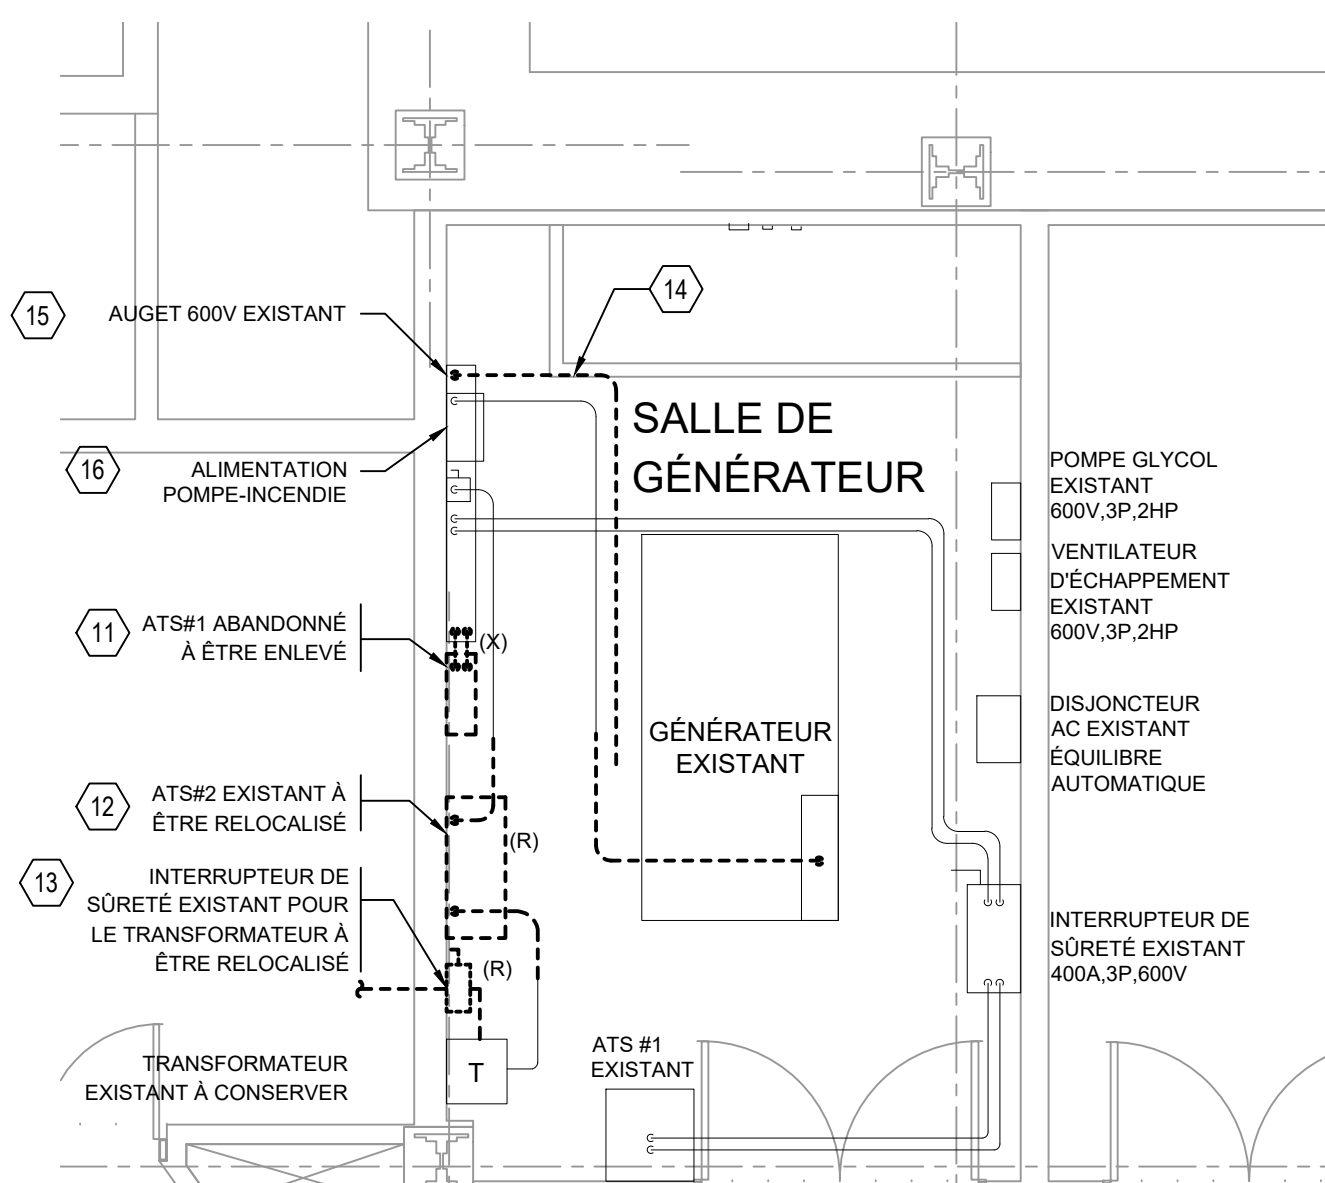 14
15
AUGET 600V EXISTANT
SALLE DE
GÉNÉRATEUR
16
ALIMENTATION
POMPE-INCENDIE
POMPE GLYCOL
EXISTANT
600V,3P,2HP
VENTILATEUR
D'ÉCHAPPEMENT
EXISTANT
600V,3P,2HP
11
ATS#1 ABANDONNÉ
À ÊTRE ENLEVÉ
(X)
DISJONCTEUR
AC EXISTANT
ÉQUILIBRE
AUTOMATIQUE
GÉNÉRATEUR
EXISTANT
12
ATS#2 EXISTANT À
ÊTRE RELOCALISÉ
(R)
13
INTERRUPTEUR DE
SÛRETÉ EXISTANT POUR
LE TRANSFORMATEUR À
ÊTRE RELOCALISÉ
(R)
INTERRUPTEUR DE
SÛRETÉ EXISTANT
400A,3P,600V
TRANSFORMATEUR
EXISTANT À CONSERVER
T
ATS #1
EXISTANT